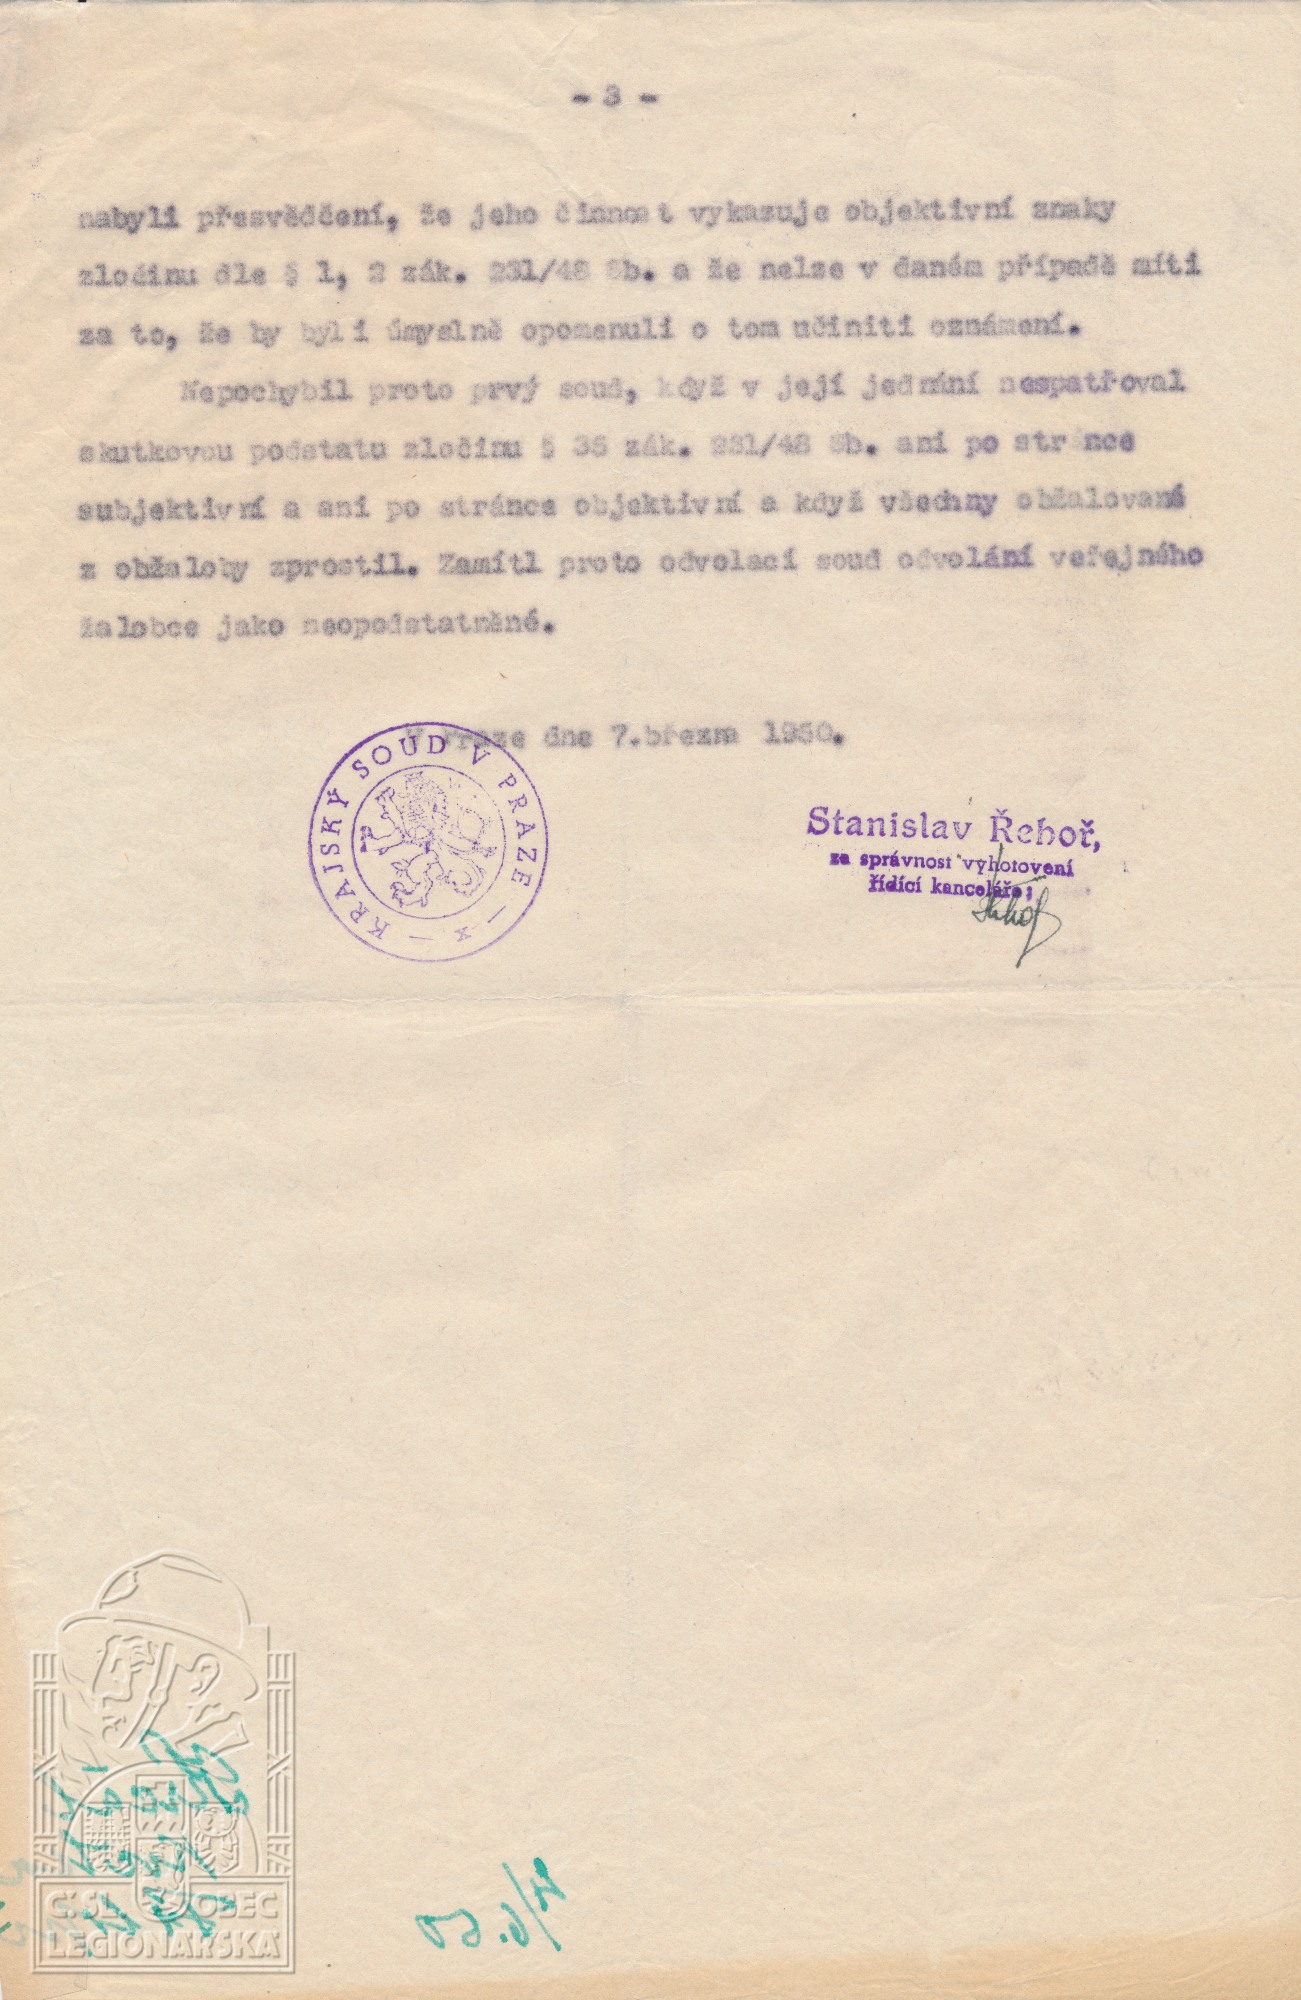 - 3 -
nabyli přesvědčení, že jeho činnost vykazuje objektivní znaky
zločinu dle § 1, 2 zák. 231/48 Sb. a že nelze v daném případě míti
za to, že by byli úmyslně opomenuli o tom učiniti oznámení.
Nepochybil proto prvý soud, když v její jednání nespatřoval
skutkovou podstatu zločinu § 35 zák. 231/48 Sb. ani po stránce
subjektivní a ani po stránce objektivní a když všechny obžalované
z obžaloby zprostil. Zamítl proto odvolací soud odvolání veřejného
žalobce jako neopodstatněné.
V Praze dne 7.března 1950.
KRAJSKÝ SOUD V PRAZE
Stanislav Řehoř,
za správnost vyhotovení
řídící kanceláře:
Č.SL. OBEC
LEGIONÁŘSKÁ